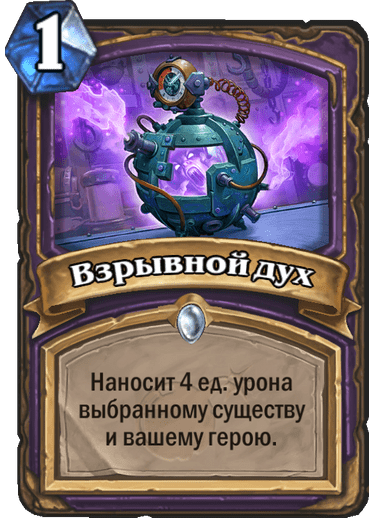 1
Взрывной дух
Наносит 4 ед. урона
выбранному существу
и вашему герою.